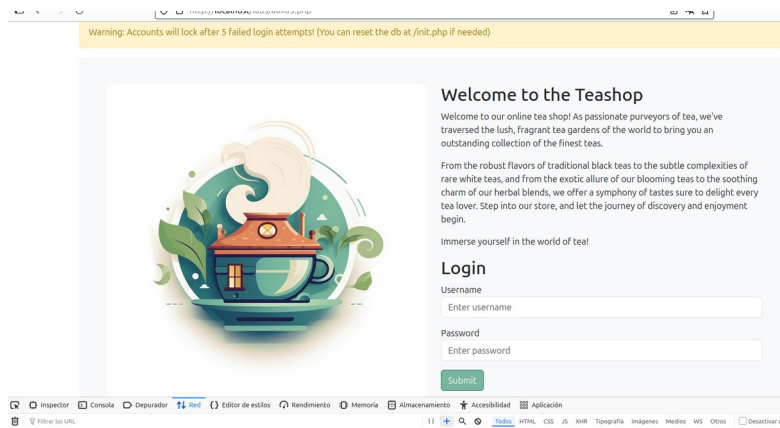 Warning: Accounts will lock after 5 failed login attempts! (You can reset the db at /init.php if needed)
Welcome to the Teashop
Welcome to our online tea shop! As passionate purveyors of tea, we've
traversed the lush, fragrant tea gardens of the world to bring you an
outstanding collection of the finest teas.
From the robust flavors of traditional black teas to the subtle complexities of
rare white teas, and from the exotic allure of our blooming teas to the soothing
charm of our herbal blends, we offer a symphony of tastes sure to delight every
tea lover. Step into our store, and let the journey of discovery and enjoyment
begin.
Immerse yourself in the world of tea!
Login
Username
Enter username
Password
Enter password
Submit
Inspector Consola Depurador Red Editor de estilos Rendimiento Memoria Almacenamiento Accesibilidad Aplicación
Filtrar las URL Todos HTML CSS JS XHR Tipografía Imágenes Medios WS Otros Desactivar